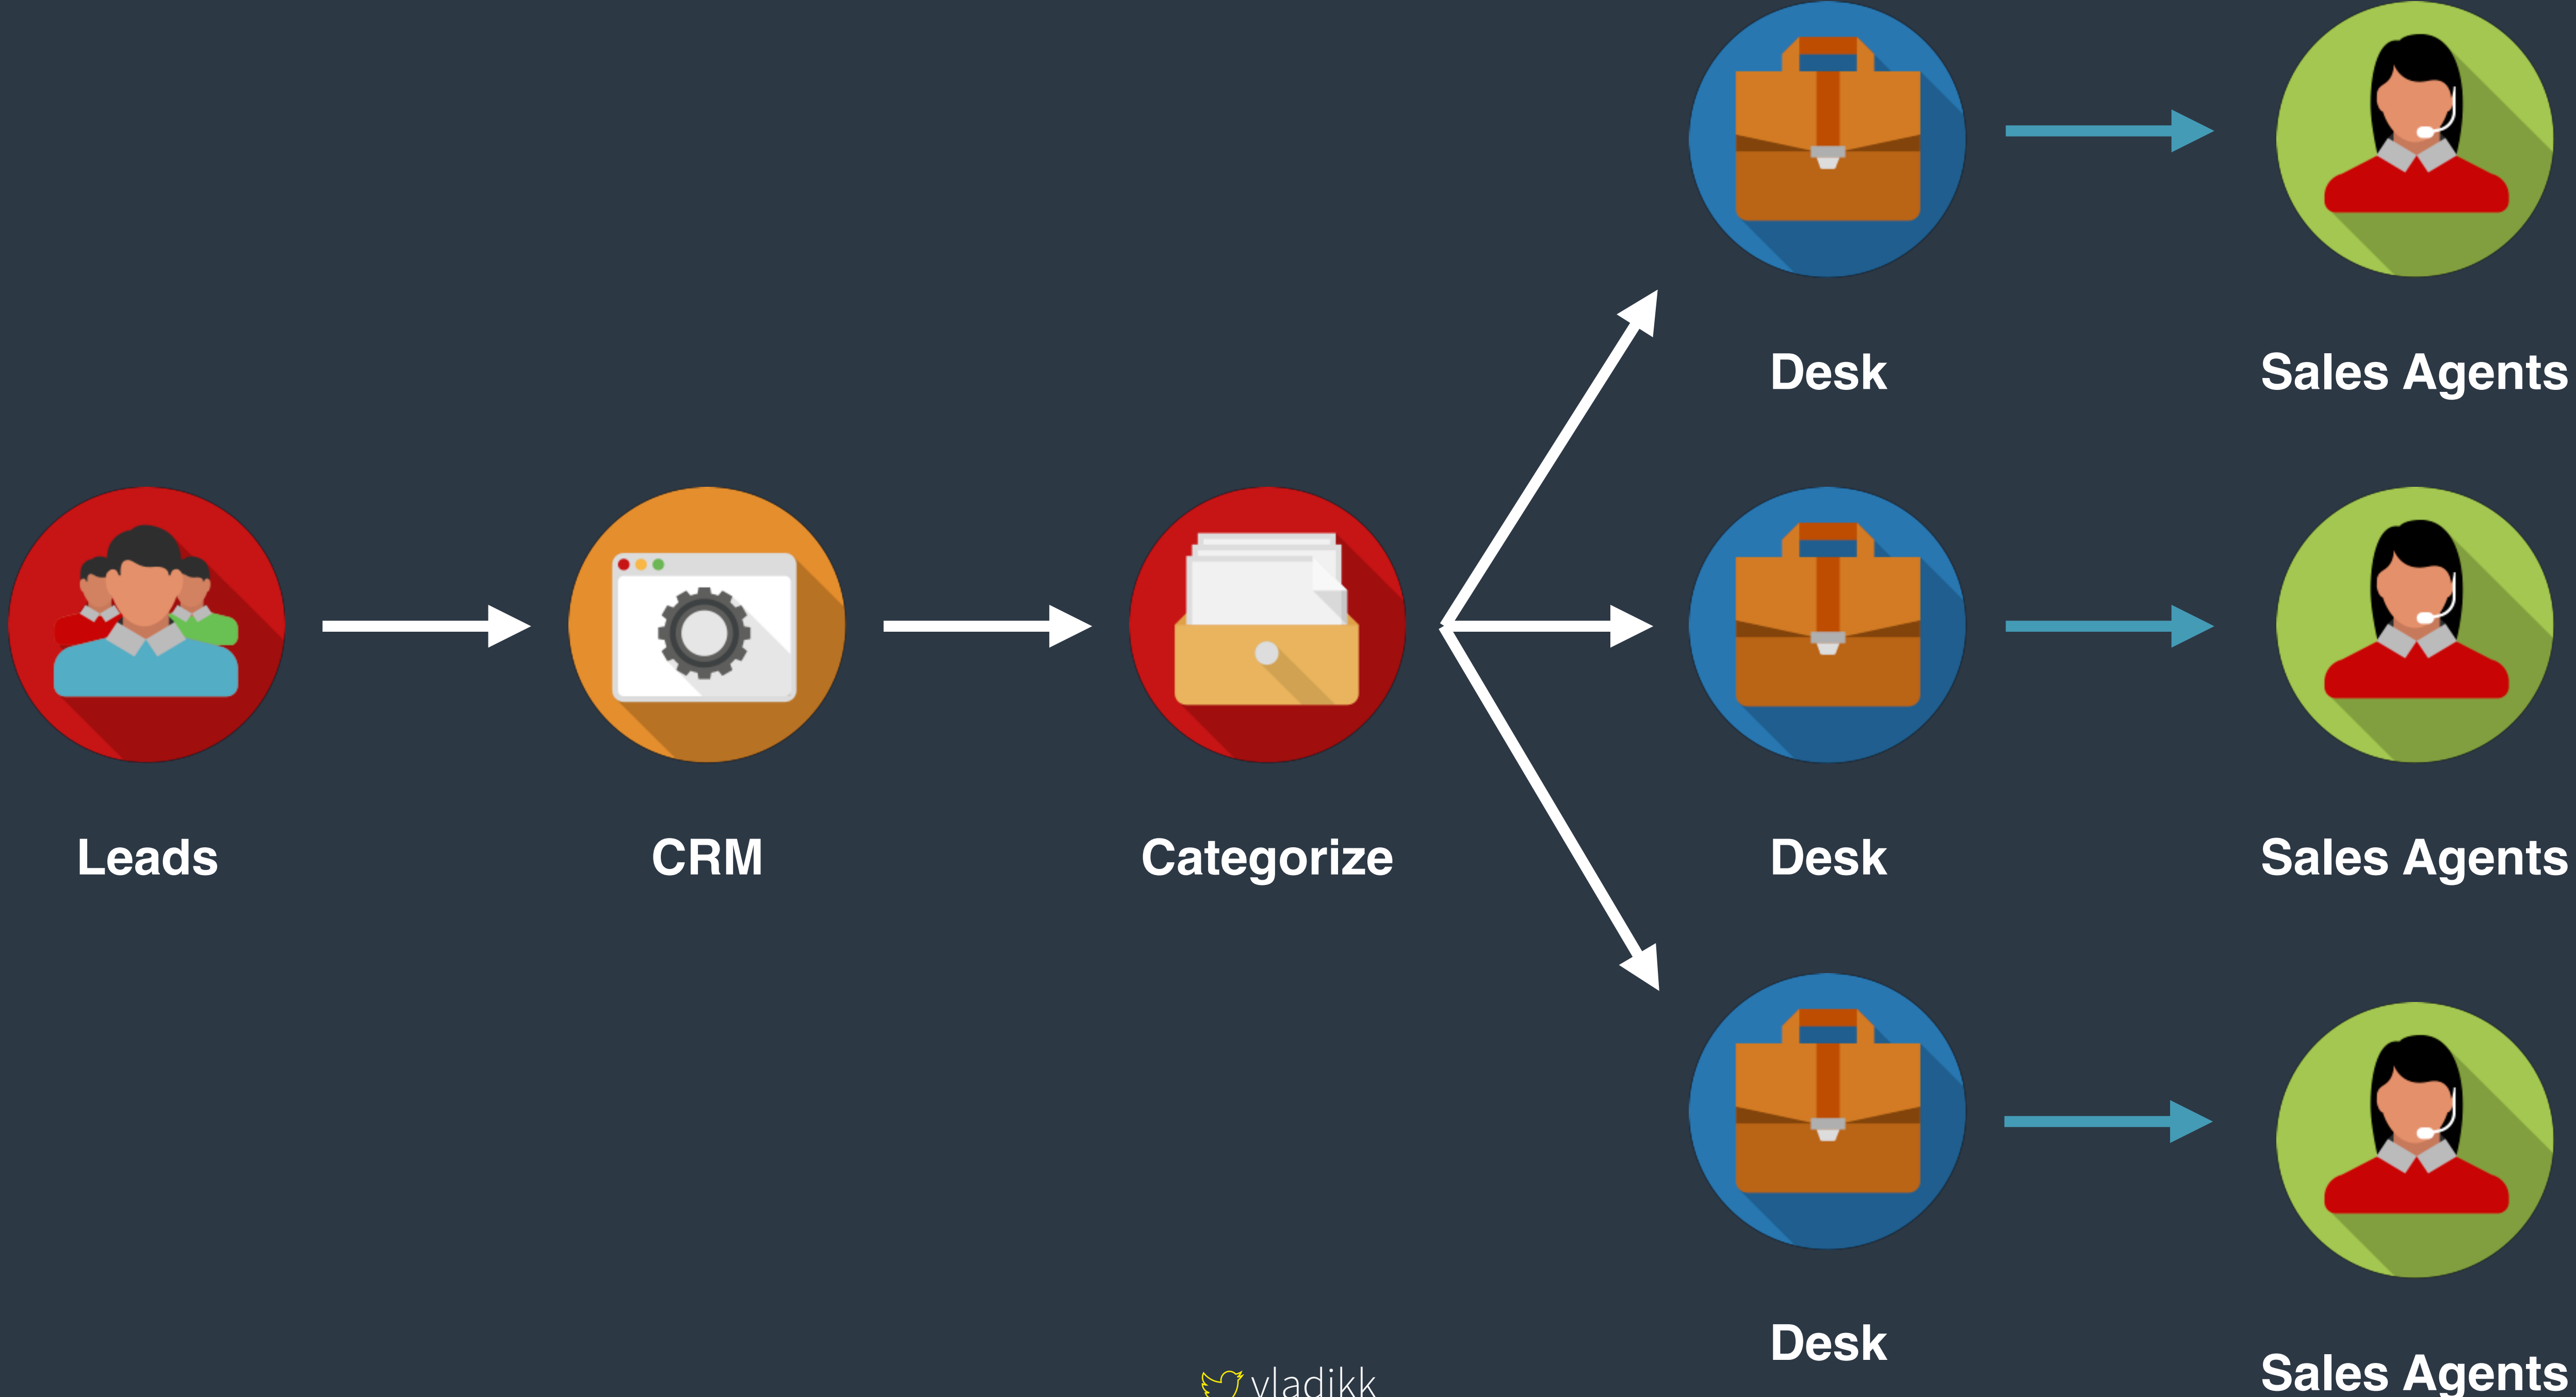 Desk
Sales Agents
Leads
CRM
Categorize
Desk
Sales Agents
Desk
Sales Agents
vladikk